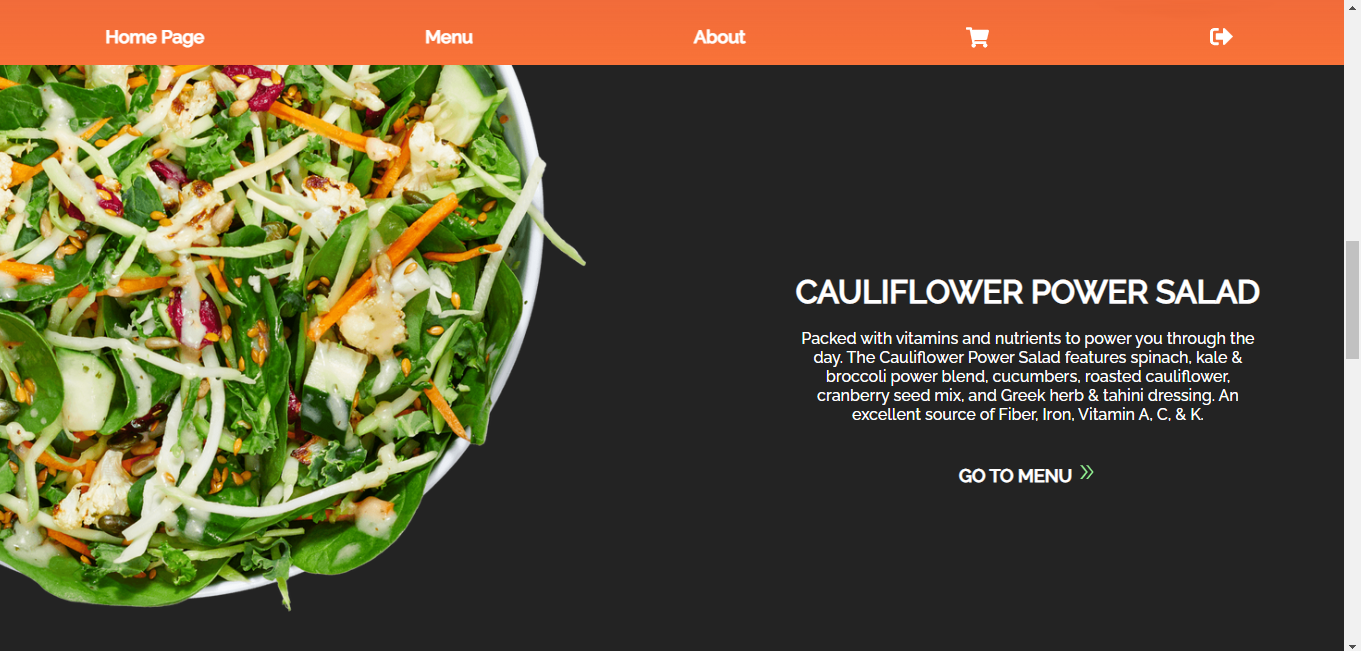 Home Page
Menu
About
CAULIFLOWER POWER SALAD
Packed with vitamins and nutrients to power you through the
day. The Cauliflower Power Salad features spinach, kale &
broccoli power blend, cucumbers, roasted cauliflower,
cranberry seed mix, and Greek herb & tahini dressing. An
excellent source of Fiber, Iron, Vitamin A, C, & K.
GO TO MENU »